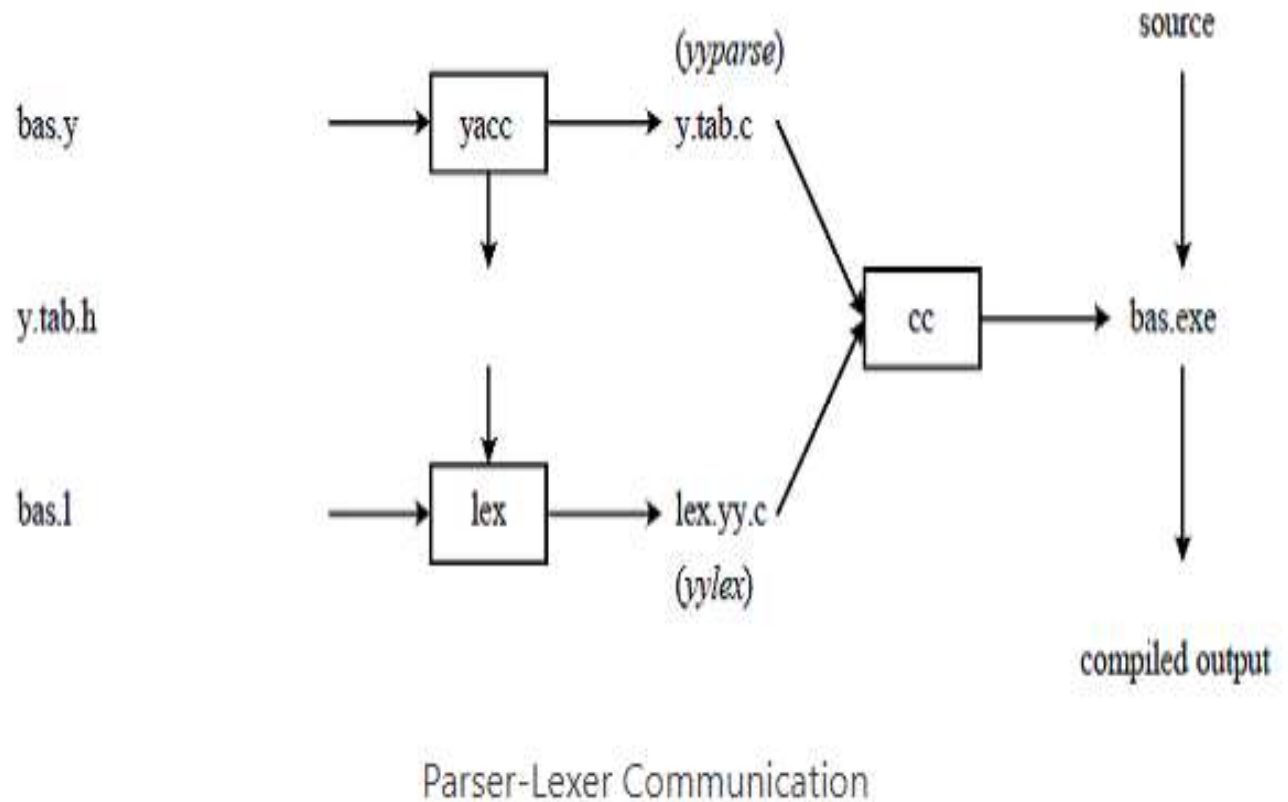 source
(yyparse)
bas.y
yacc
y.tab.c
y.tab.h
cc
bas.exe
bas.l
lex
lex.yy.c
(yylex)
compiled output
Parser-Lexer Communication